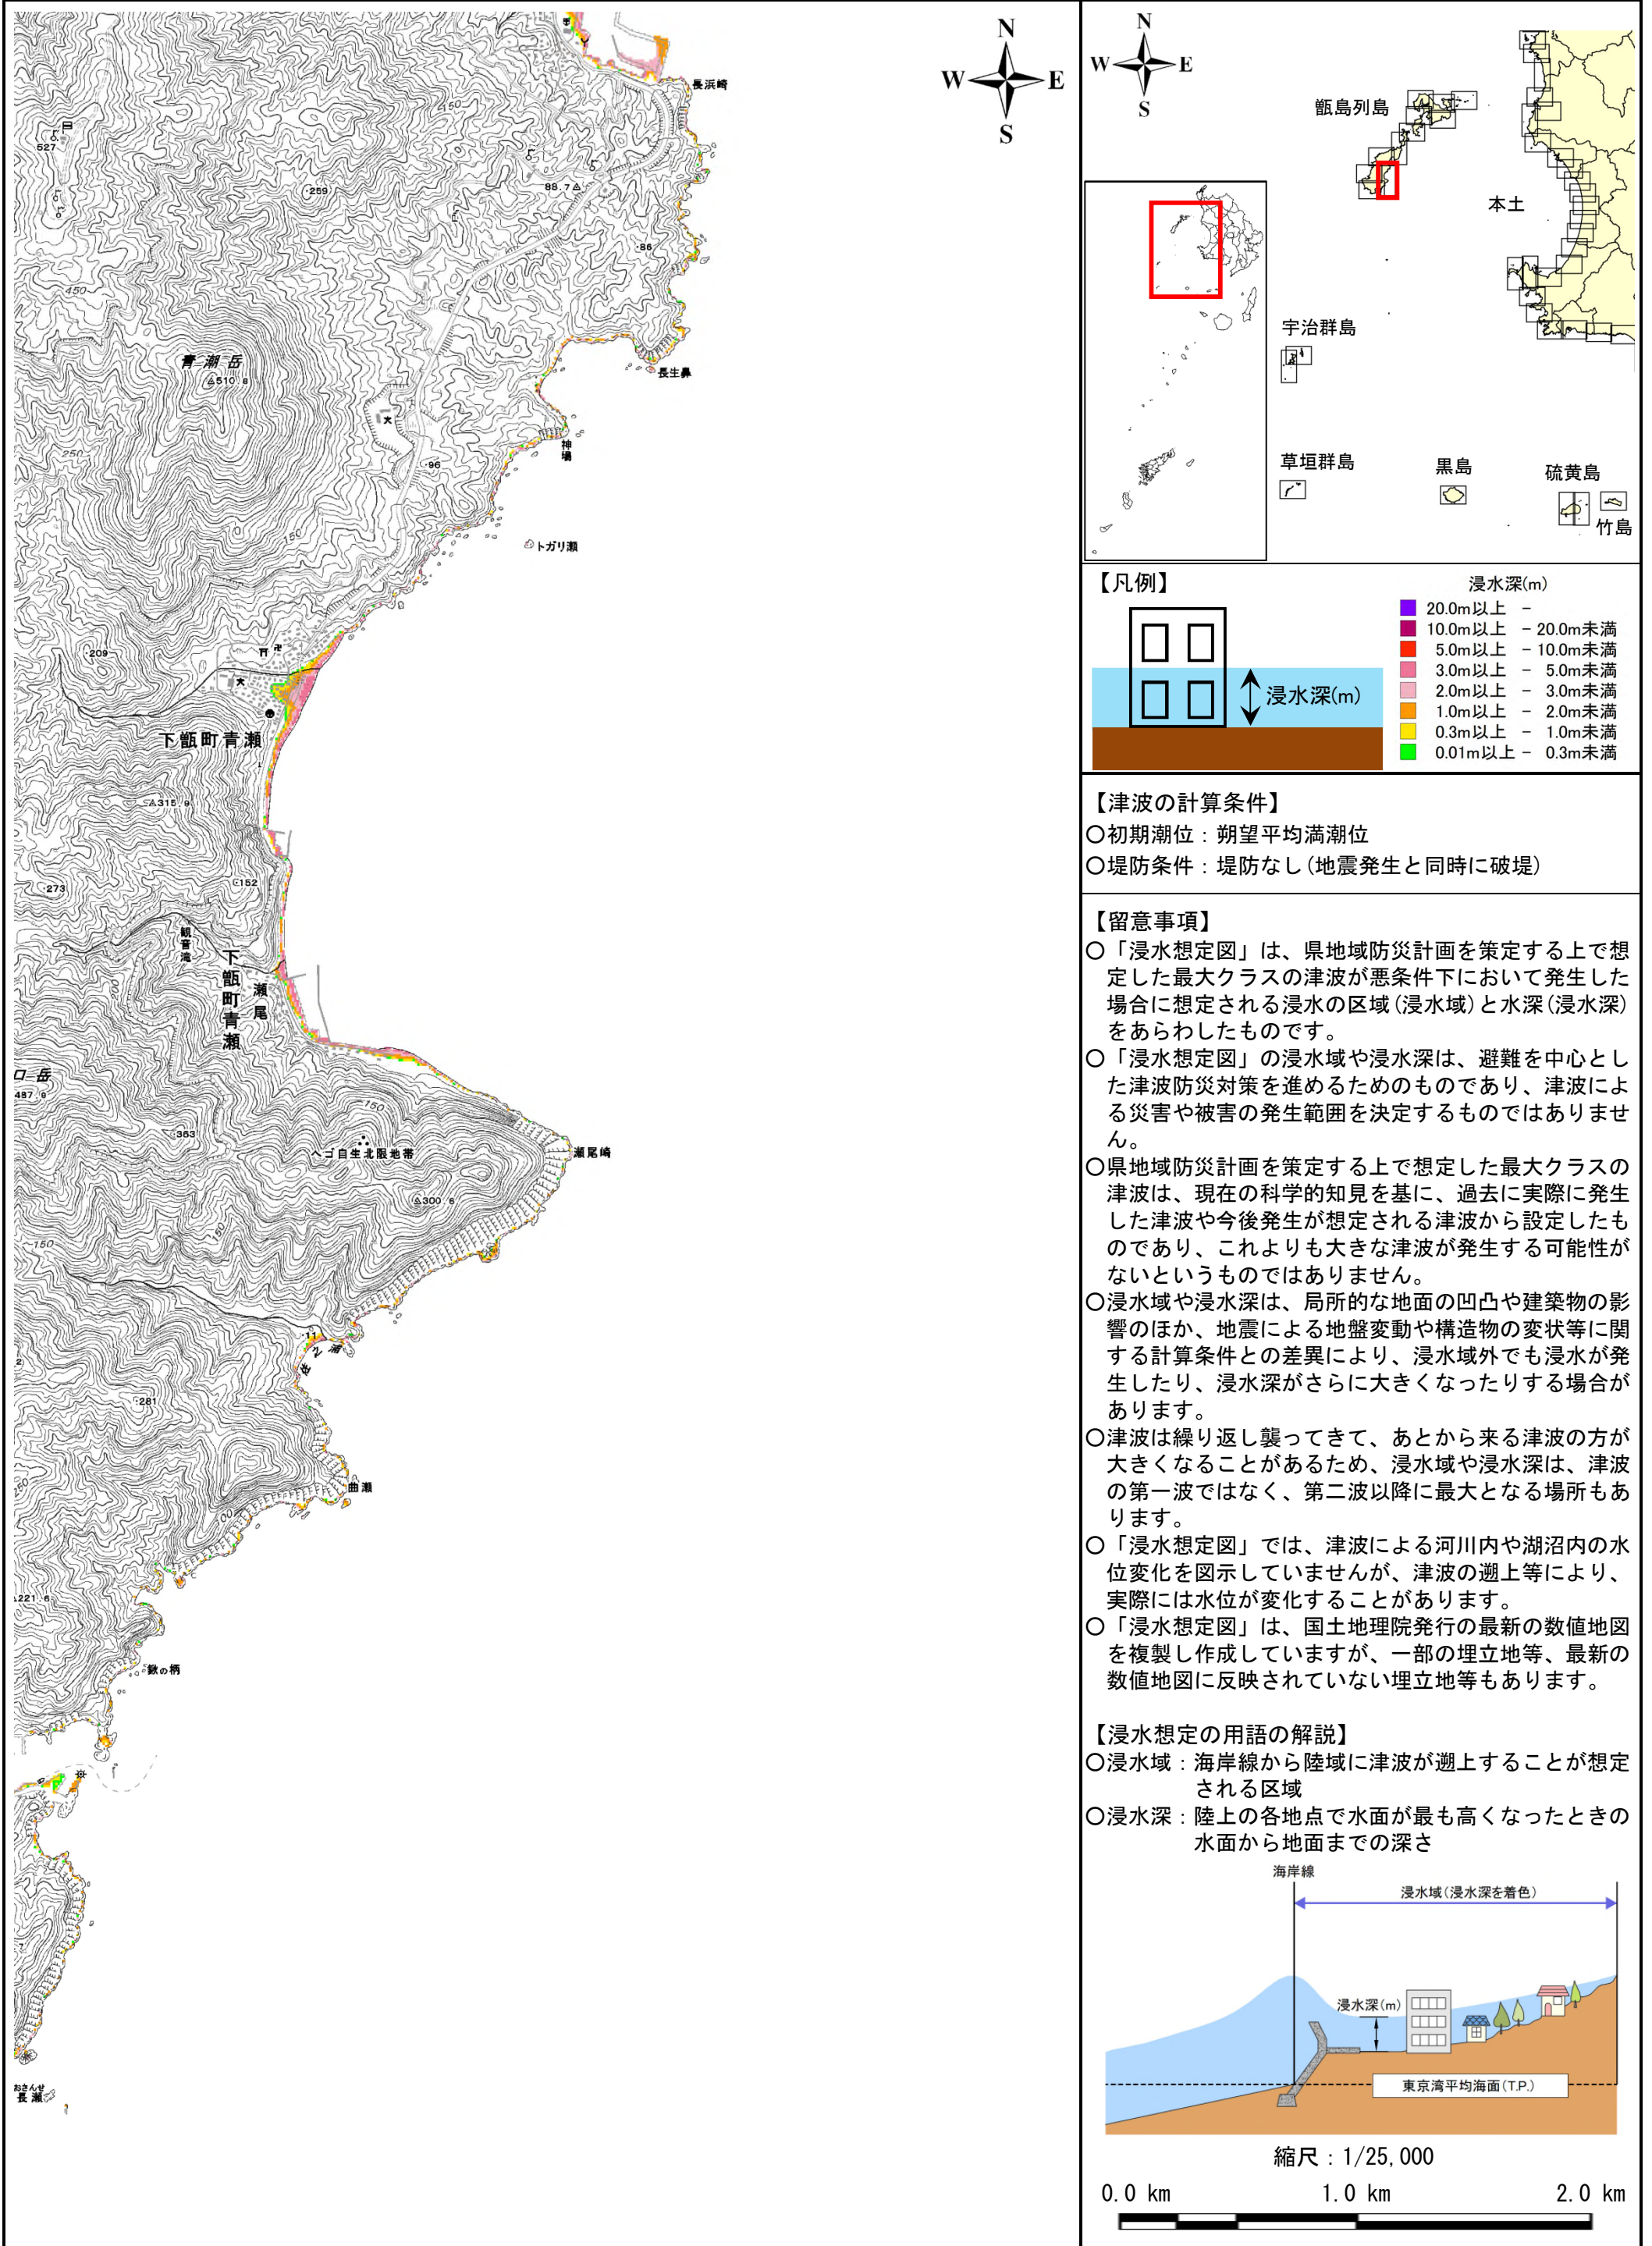 N
W E
S
長浜崎
150
527
259
88.7
86
450
青潮岳
510.8
長生鼻
250
神場
96
150
トガリ瀬
209
下甑町青瀬
315.9
273
152
観音滝
下甑町青瀬
瀬尾
口岳
487.9
150
363
ヘゴ自生北限地帯
瀬尾崎
300.6
150
150
11
281
曲瀬
221.6
鍬の柄
おさんせ
長瀬
N
W E
S
甑島列島
本土
宇治群島
草垣群島
黒島
硫黄島
竹島
【凡例】
浸水深(m)
20.0m以上 -
10.0m以上 - 20.0m未満
5.0m以上 - 10.0m未満
3.0m以上 - 5.0m未満
2.0m以上 - 3.0m未満
1.0m以上 - 2.0m未満
0.3m以上 - 1.0m未満
0.01m以上 - 0.3m未満
浸水深(m)
【津波の計算条件】
○初期潮位：朔望平均満潮位
○堤防条件：堤防なし(地震発生と同時に破堤)
【留意事項】
○「浸水想定図」は、県地域防災計画を策定する上で想
定した最大クラスの津波が悪条件下において発生した
場合に想定される浸水の区域(浸水域)と水深(浸水深)
をあらわしたものです。
○「浸水想定図」の浸水域や浸水深は、避難を中心とし
た津波防災対策を進めるためのものであり、津波によ
る災害や被害の発生範囲を決定するものではありませ
ん。
○県地域防災計画を策定する上で想定した最大クラスの
津波は、現在の科学的知見を基に、過去に実際に発生
した津波や今後発生が想定される津波から設定したも
のであり、これよりも大きな津波が発生する可能性が
ないというものではありません。
○浸水域や浸水深は、局所的な地面の凹凸や建築物の影
響のほか、地震による地盤変動や構造物の変状等に関
する計算条件との差異により、浸水域外でも浸水が発
生したり、浸水深がさらに大きくなったりする場合が
あります。
○津波は繰り返し襲ってきて、あとから来る津波の方が
大きくなることがあるため、浸水域や浸水深は、津波
の第一波ではなく、第二波以降に最大となる場所もあ
ります。
○「浸水想定図」では、津波による河川内や湖沼内の水
位変化を図示していませんが、津波の遡上等により、
実際には水位が変化することがあります。
○「浸水想定図」は、国土地理院発行の最新の数値地図
を複製し作成していますが、一部の埋立地等、最新の
数値地図に反映されていない埋立地等もあります。
【浸水想定の用語の解説】
○浸水域：海岸線から陸域に津波が遡上することが想定
される区域
○浸水深：陸上の各地点で水面が最も高くなったときの
水面から地面までの深さ
海岸線
浸水域(浸水深を着色)
浸水深(m)
東京湾平均海面(T.P.)
縮尺：1/25,000
0.0 km 1.0 km 2.0 km